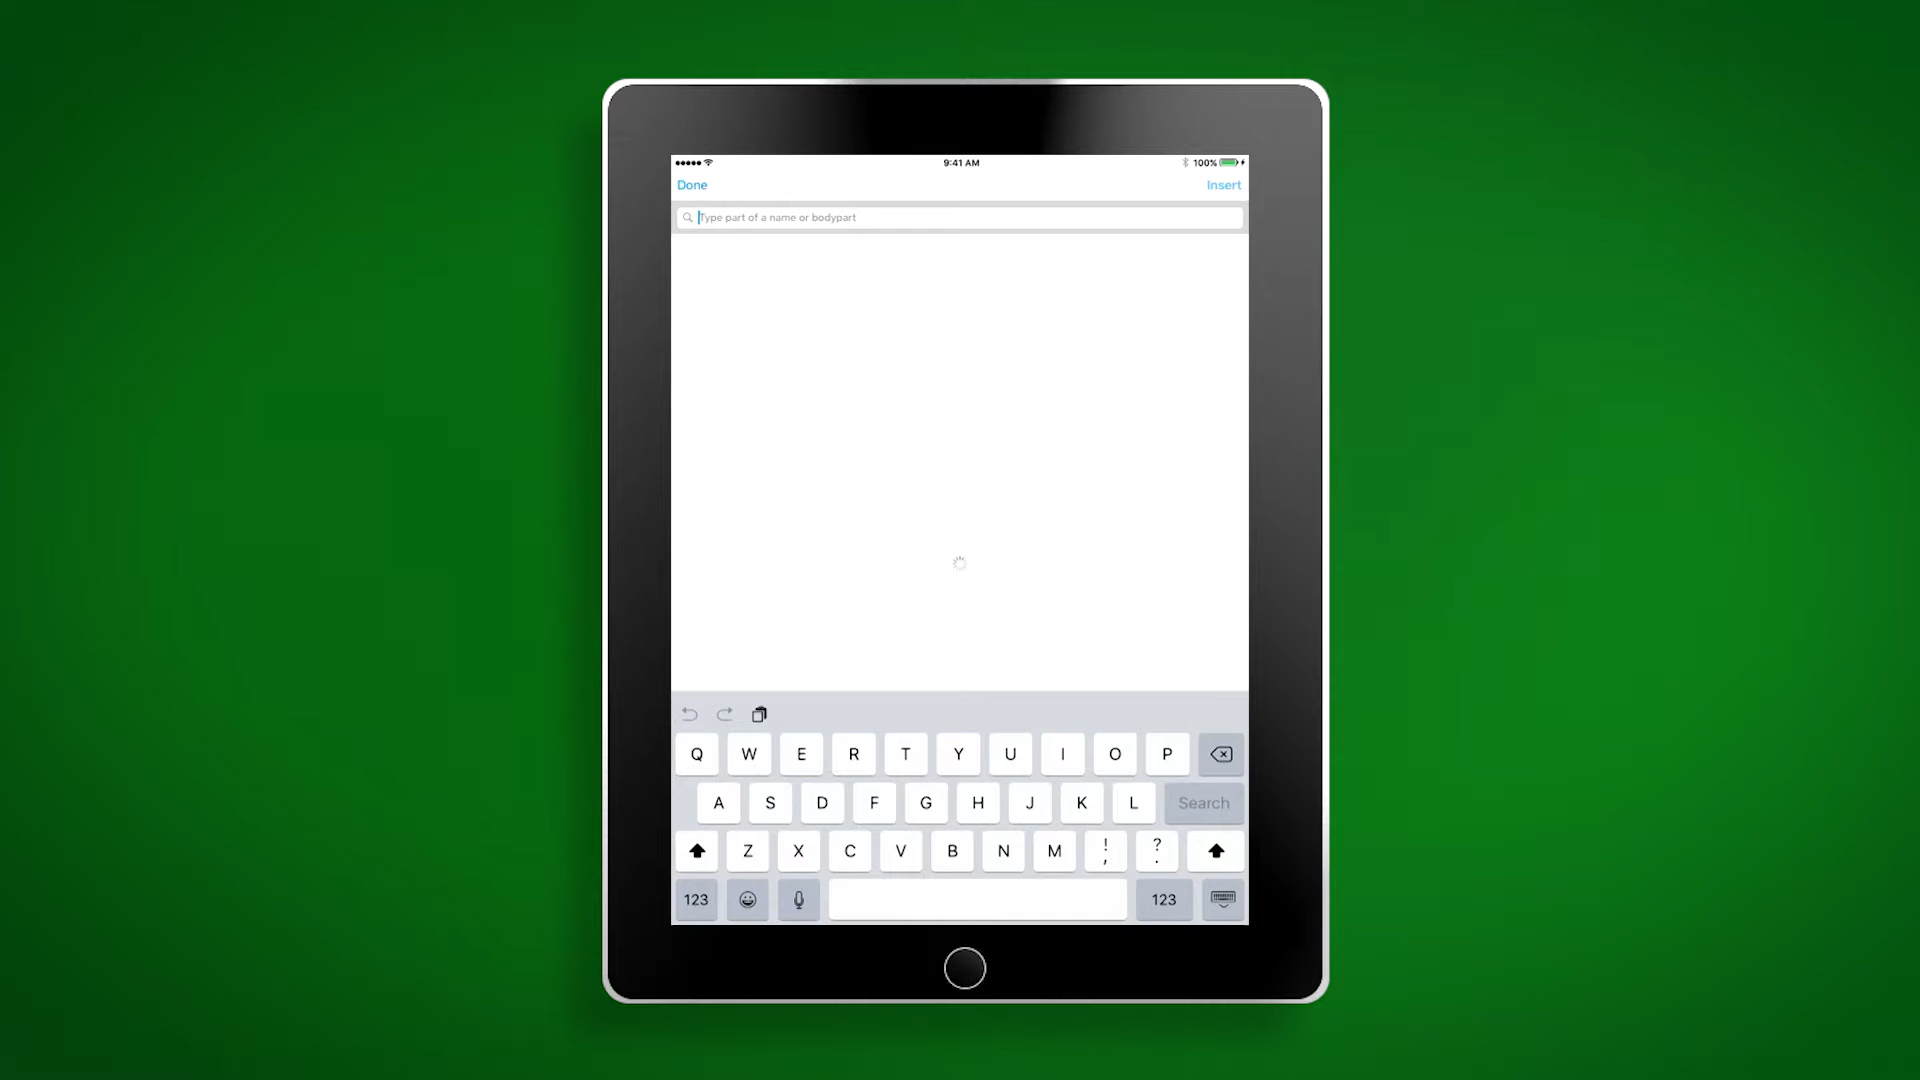 9:41 AM 100%
Done Insert
Type part of a name or bodypart
Q W E R T Y U I O P
A S D F G H J K L Search
Z X C V B N M ! , ? .
123 123